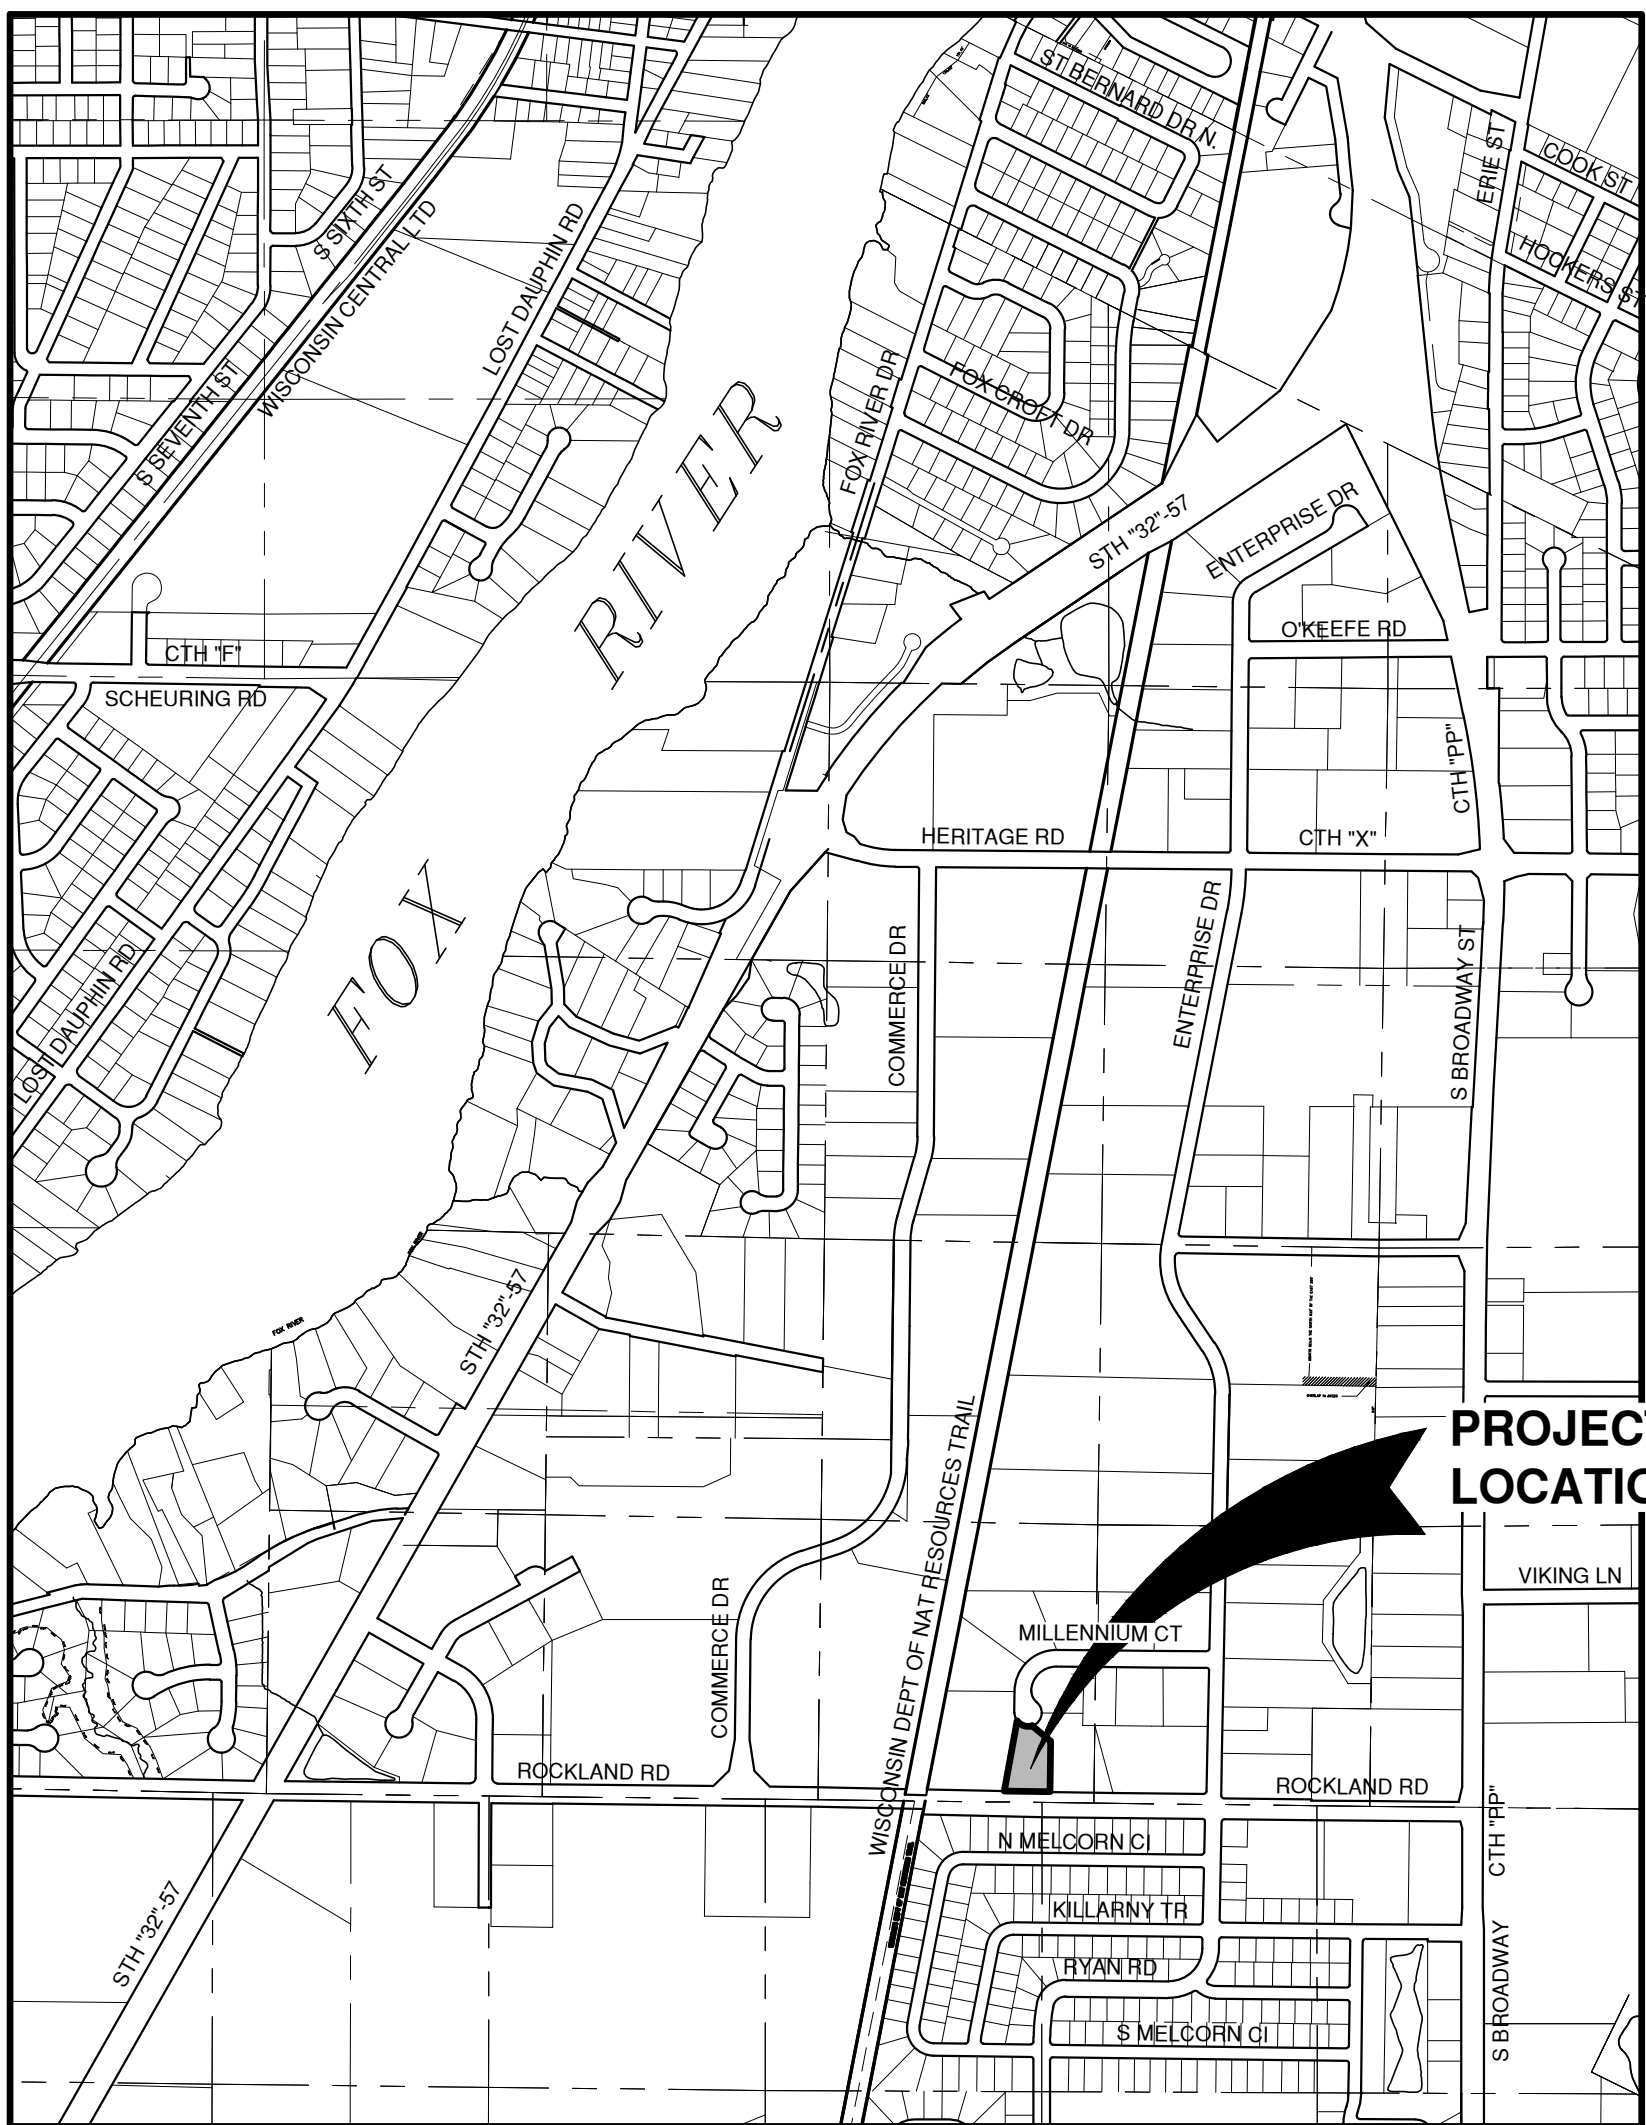 ST BERNARD DR N.
ERIE ST
COOK ST
HOCKERS ST
S SIXTH ST
WISCONSIN CENTRAL LTD
LOST DAUPHIN RD
S SEVENTH ST
FOX RIVER DR
FOX CROFT DR
RIVER
STH "32"-57
ENTERPRISE DR
O'KEEFE RD
CTH "F"
SCHEURING RD
CTH "PP"
HERITAGE RD
CTH "X"
FOX
COMMERCE DR
ENTERPRISE DR
S BROADWAY ST
LOST DAUPHIN RD
STH "32"-57
FOX RIVER
WISCONSIN DEPT OF NAT RESOURCES TRAIL
PROJEC
LOCATIO
VIKING LN
COMMERCE DR
MILLENNIUM CT
ROCKLAND RD
ROCKLAND RD
CTH "PP"
N MELCORN CI
KILLARNY TR
STH "32"-57
RYAN RD
S BROADWAY
S MELCORN CI